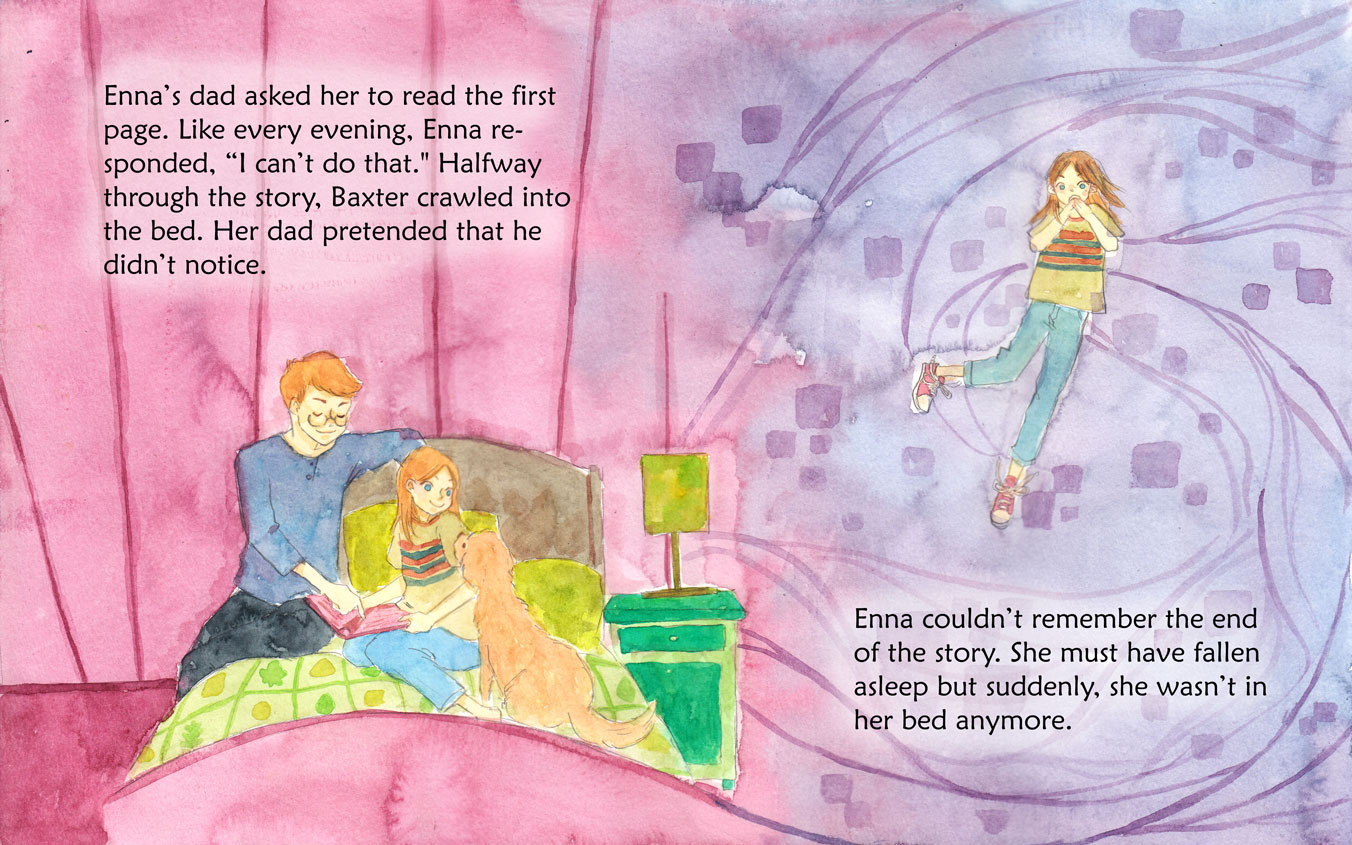 Enna’s dad asked her to read the first
page. Like every evening, Enna re-
sponded, “I can’t do that." Halfway
through the story, Baxter crawled into
the bed. Her dad pretended that he
didn’t notice.
Enna couldn’t remember the end
of the story. She must have fallen
asleep but suddenly, she wasn’t in
her bed anymore.